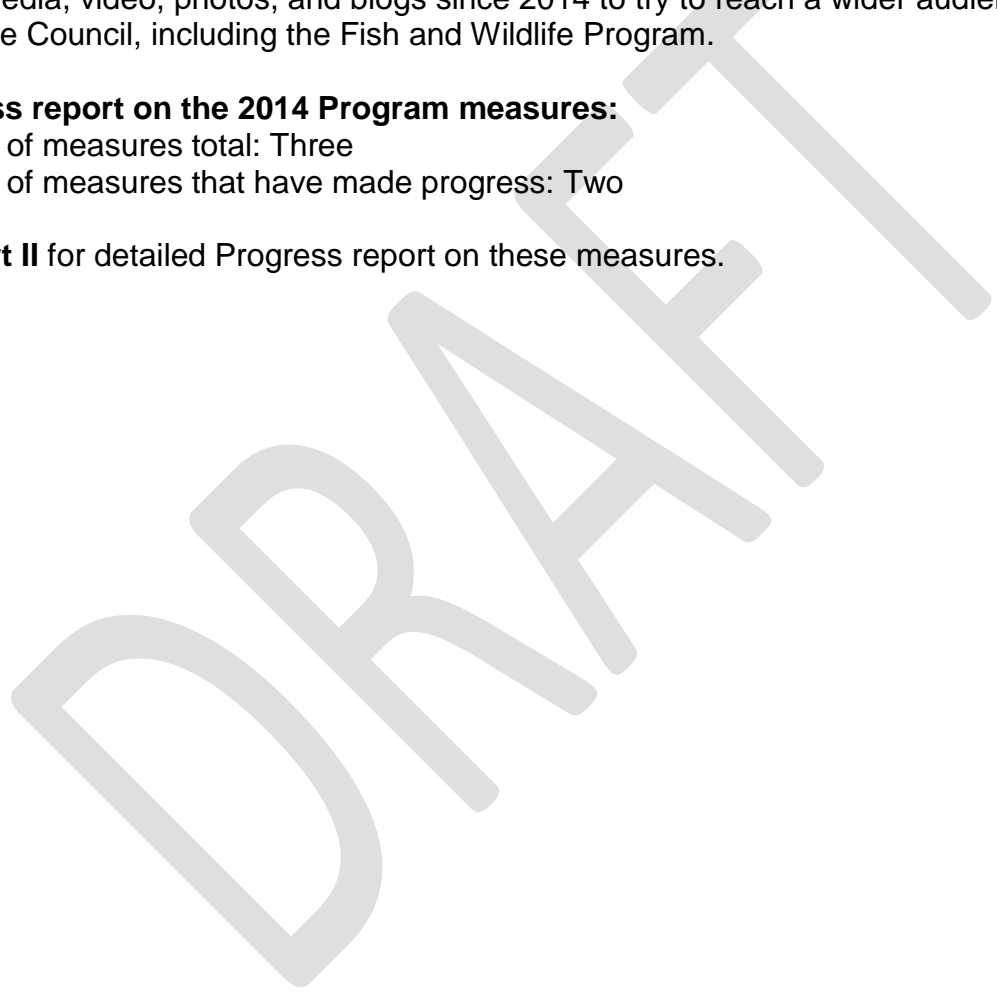 media, video, photos, and blogs since 2014 to try to reach a wider
e Council, including the Fish and Wildlife Program.
ss report on the 2014 Program measures:
of measures total: Three
of measures that have made progress: Two
t II for detailed Progress report on these measures.
DRAFT